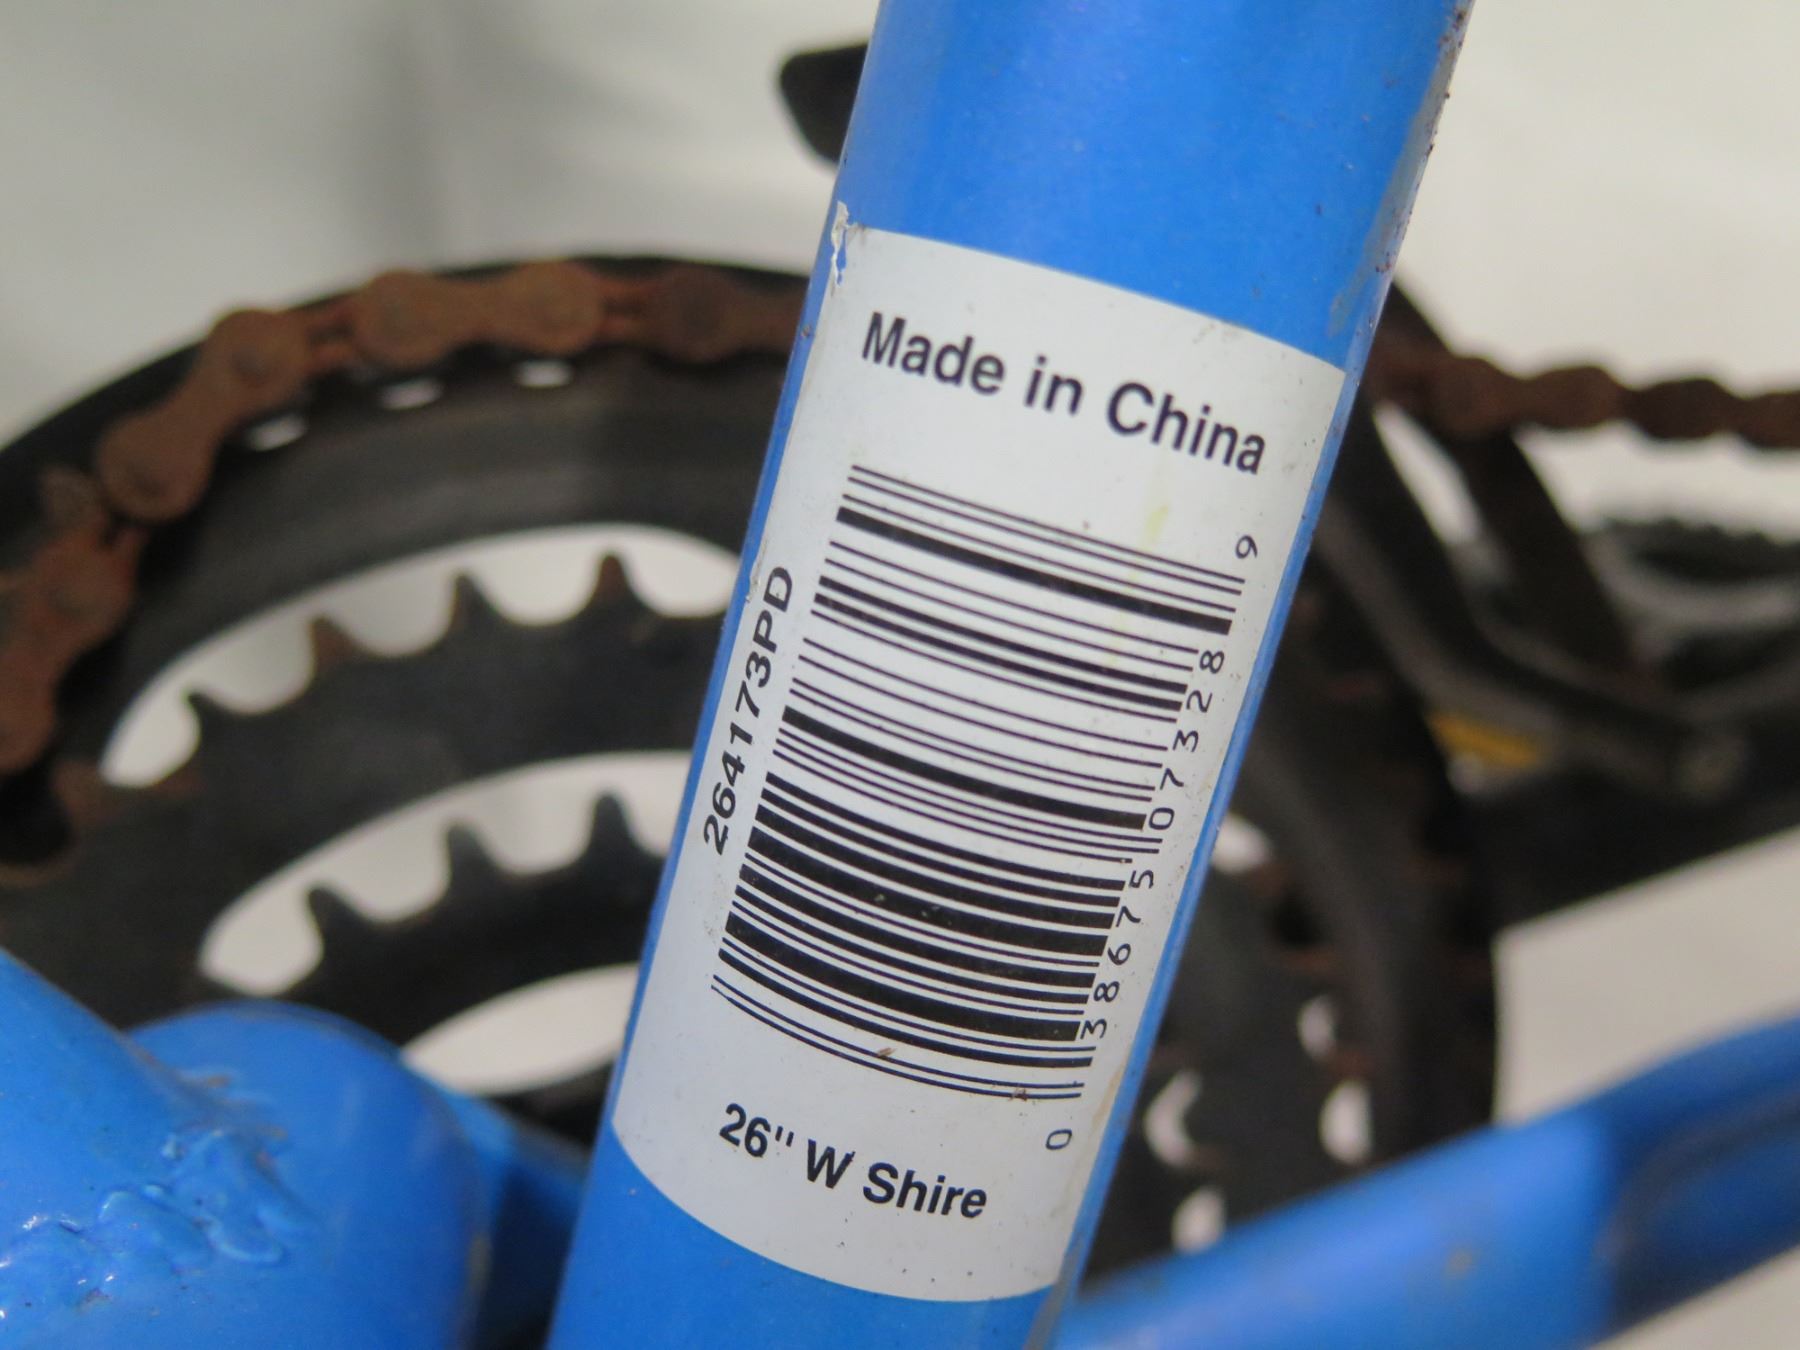 Made in China
264173PD
0 38675 07328 9
26" W Shire